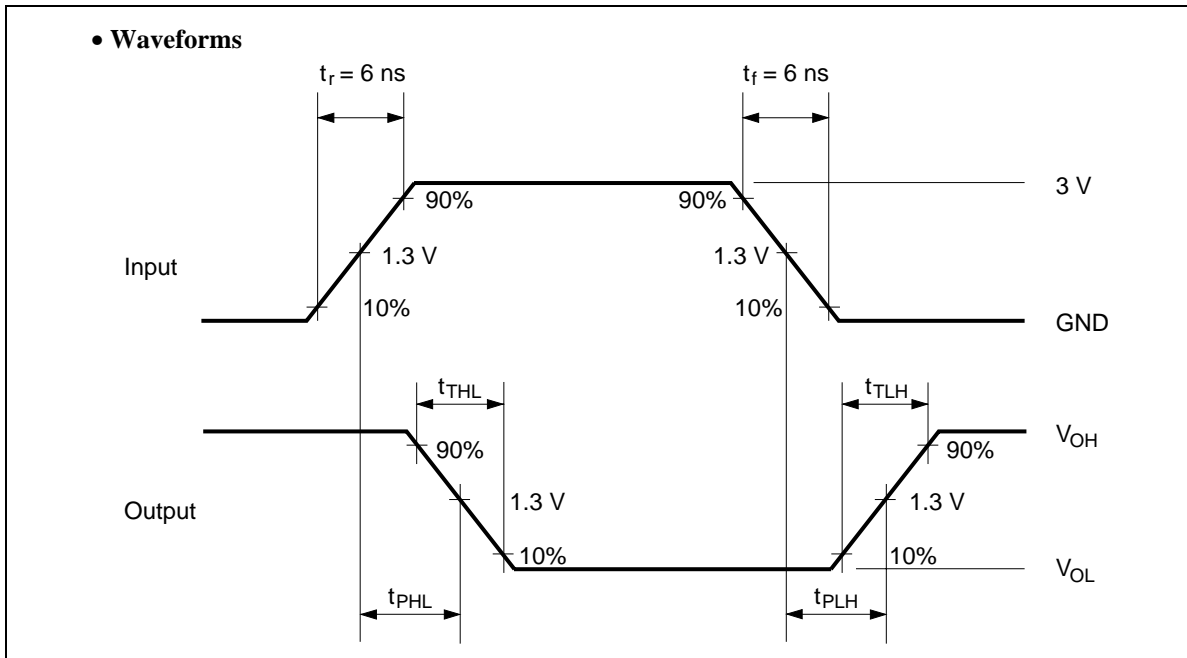 • Waveforms
tr = 6 ns
tf = 6 ns
3 V
90%
90%
Input
1.3 V
1.3 V
10%
10%
GND
tTHL
tTLH
VOH
90%
90%
Output
1.3 V
1.3 V
10%
10%
VOL
tPHL
tPLH